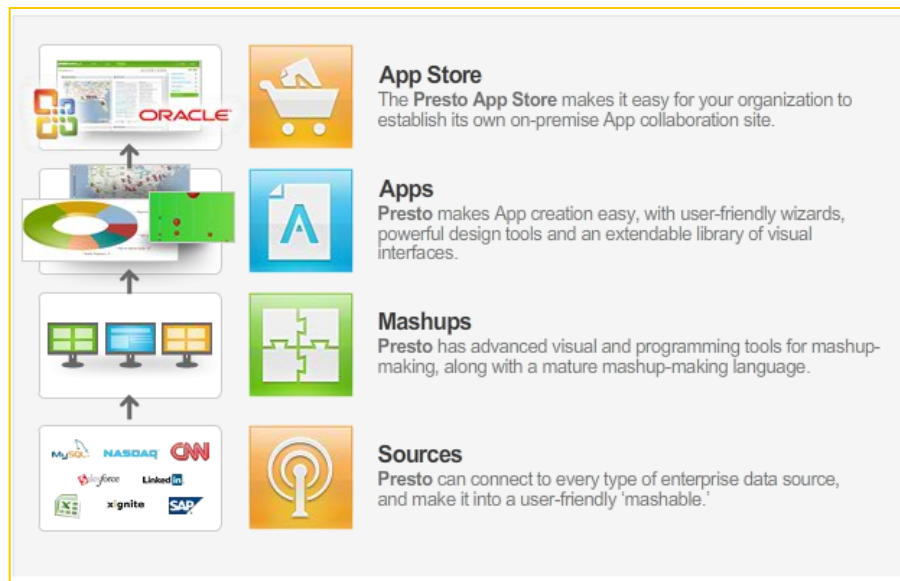 ORACLE
App Store
The Presto App Store makes it easy for your organization to
establish its own on-premise App collaboration site.
A
Apps
Presto makes App creation easy, with user-friendly wizards,
powerful design tools and an extendable library of visual
interfaces.
Mashups
Presto has advanced visual and programming tools for mashup-
making, along with a mature mashup-making language.
MySQL NASDAQ CNN
salesforce Linked in
xignite SAP
Sources
Presto can connect to every type of enterprise data source,
and make it into a user-friendly ‘mashable.’